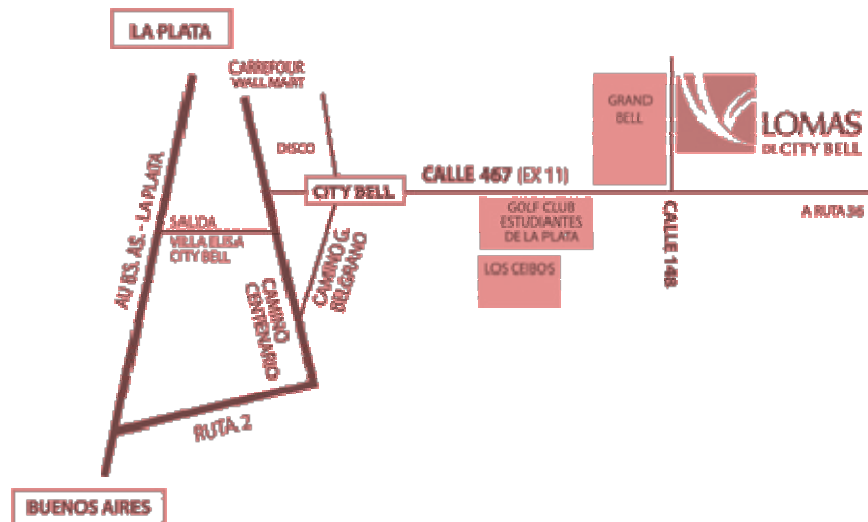 LA PLATA
CARREFOUR
WALL MART
DISCO
GRAND
BELL
LOMAS
DE CITY BELL
CALLE 467 (EX 11)
CITY BELL
A RUTA 36
GOLF CLUB
ESTUDIANTES
DE LA PLATA
LOS CEIBOS
CALLE 148
SALIDA
VILLA ELISA
CITY BELL
AU BS. AS. - LA PLATA
CAMINO G.
BELGRANO
CAMINO
CENTENARIO
RUTA 2
BUENOS AIRES